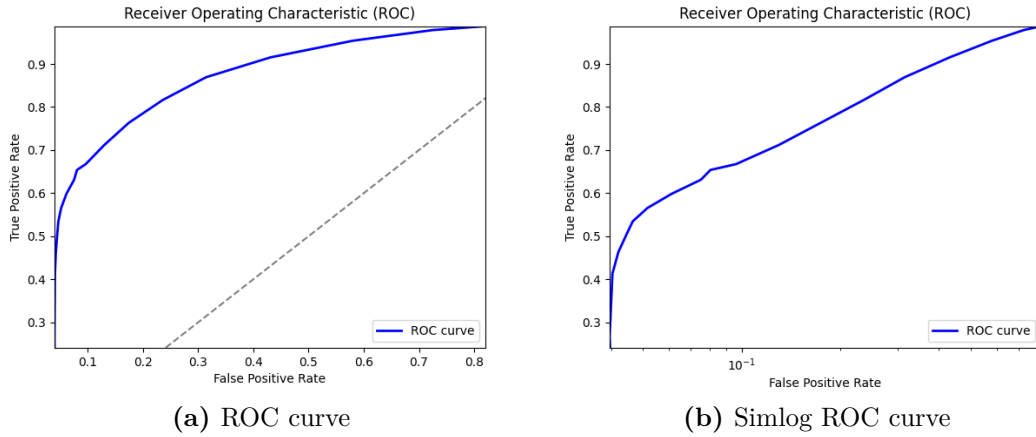 Receiver Operating Characteristic (ROC)
0.9
0.8
0.7
0.6
0.5
0.4
0.3
True Positive Rate
ROC curve
0.1 0.2 0.3 0.4 0.5 0.6 0.7 0.8
False Positive Rate
(a) ROC curve
Receiver Operating Characteristic (ROC)
0.9
0.8
0.7
0.6
0.5
0.4
0.3
True Positive Rate
ROC curve
10⁻¹
False Positive Rate
(b) Simlog ROC curve